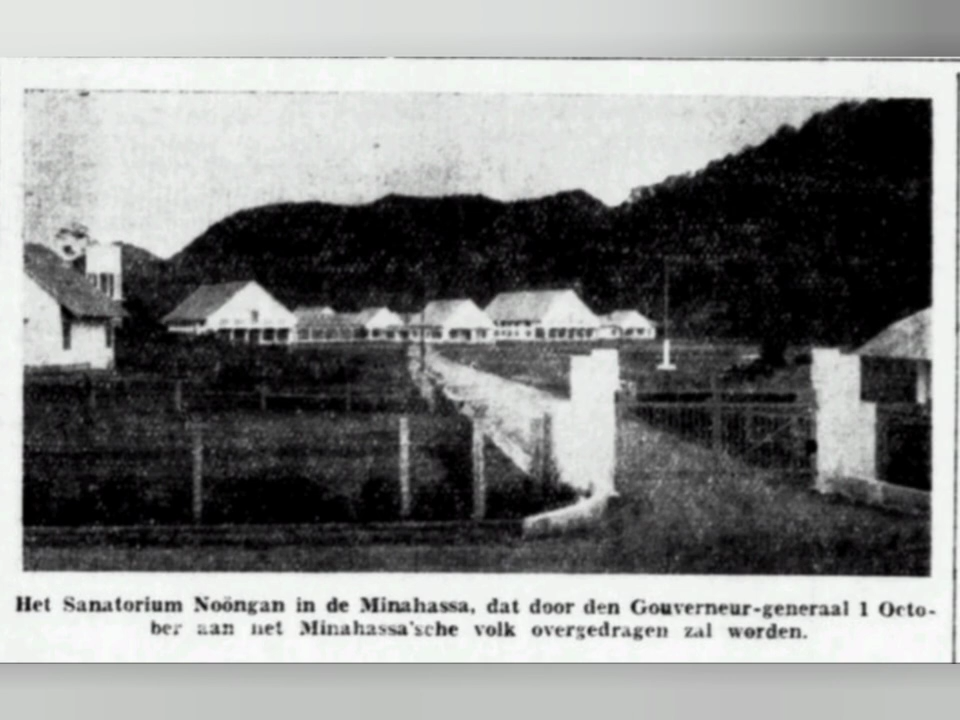 Het Sanatorium Noöngan in de Minahassa, dat door den Gouverneur-generaal 1 Octo-
ber aan het Minahassa'sche volk overgedragen zal worden.